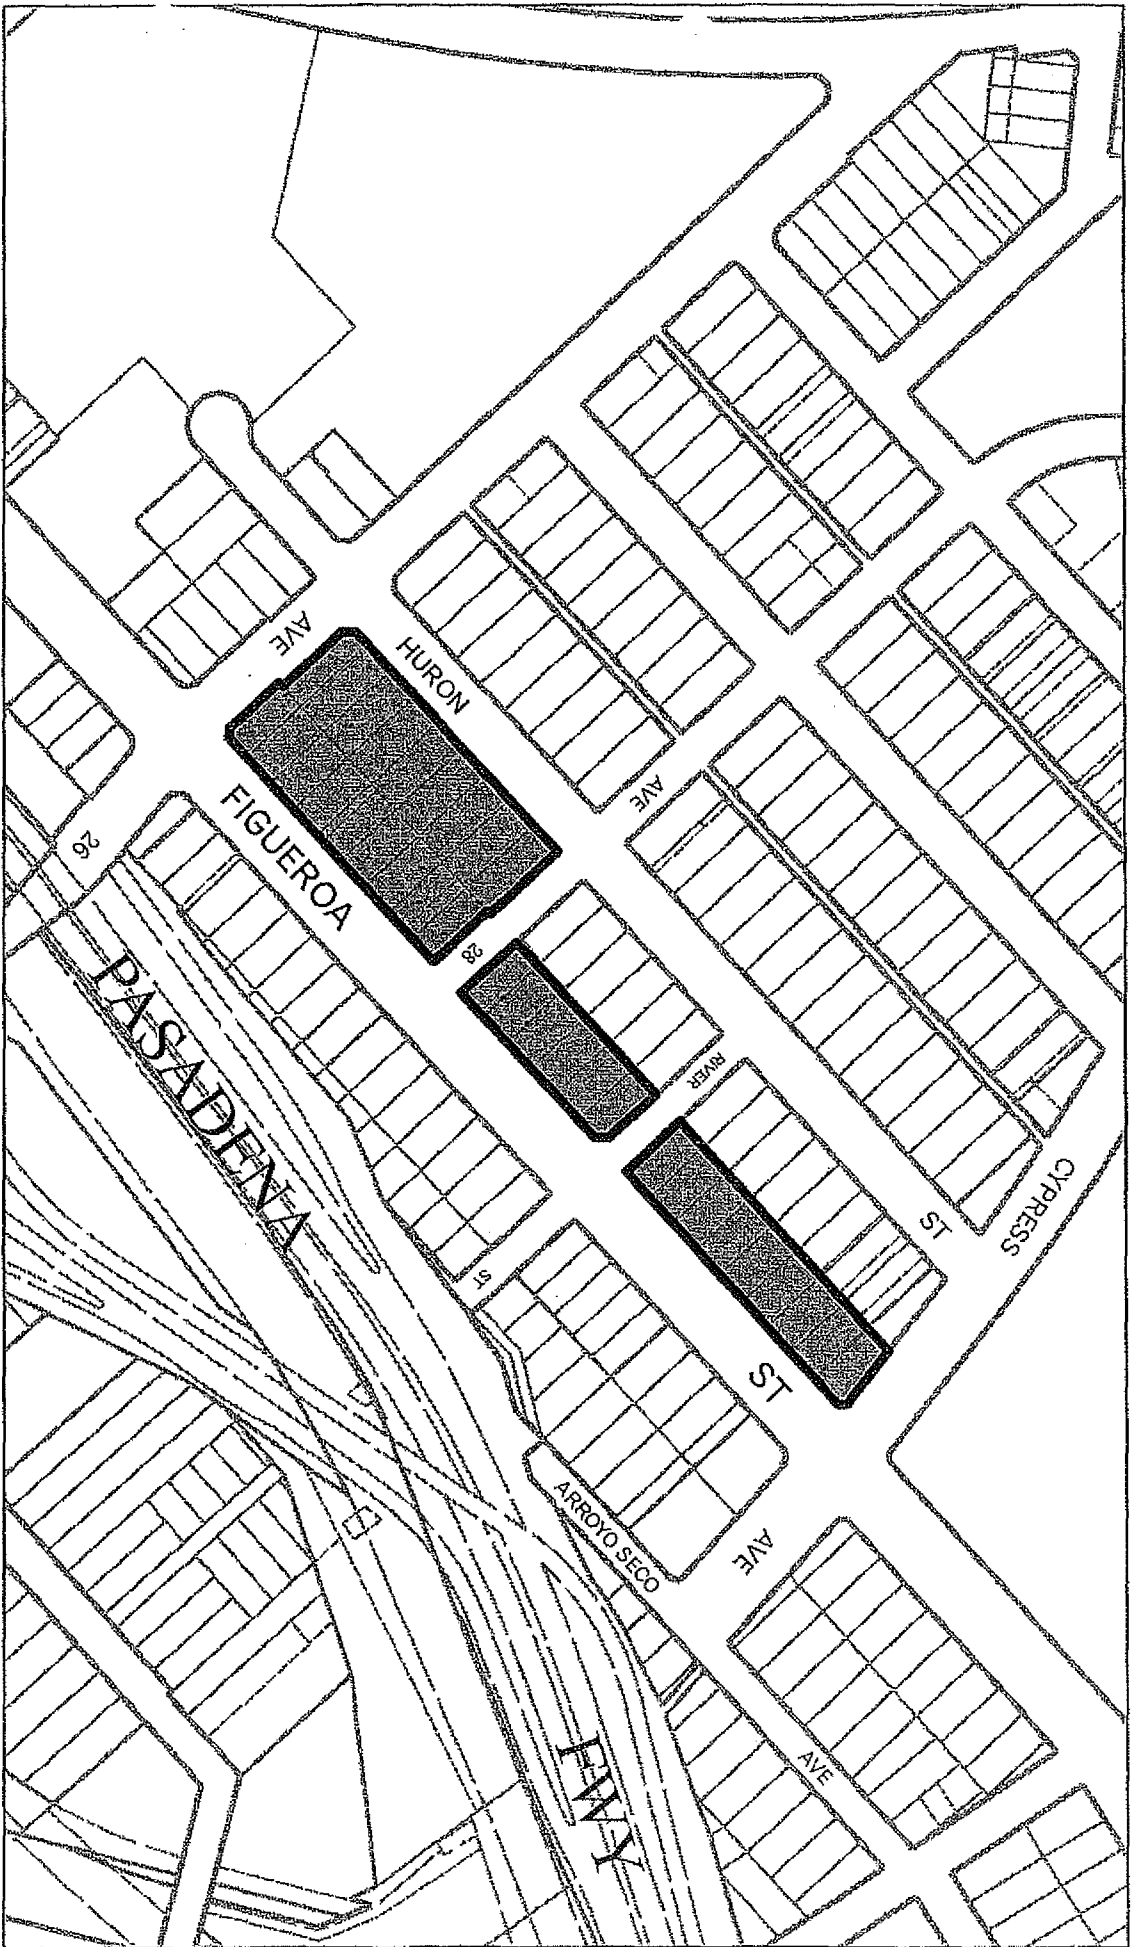 AVE
HURON
AVE
FIGUEROA
26
28
PASADENA
RIVER
CYPRESS
ST
ST
ST
ARROYO SECO
AVE
AVE
FWY